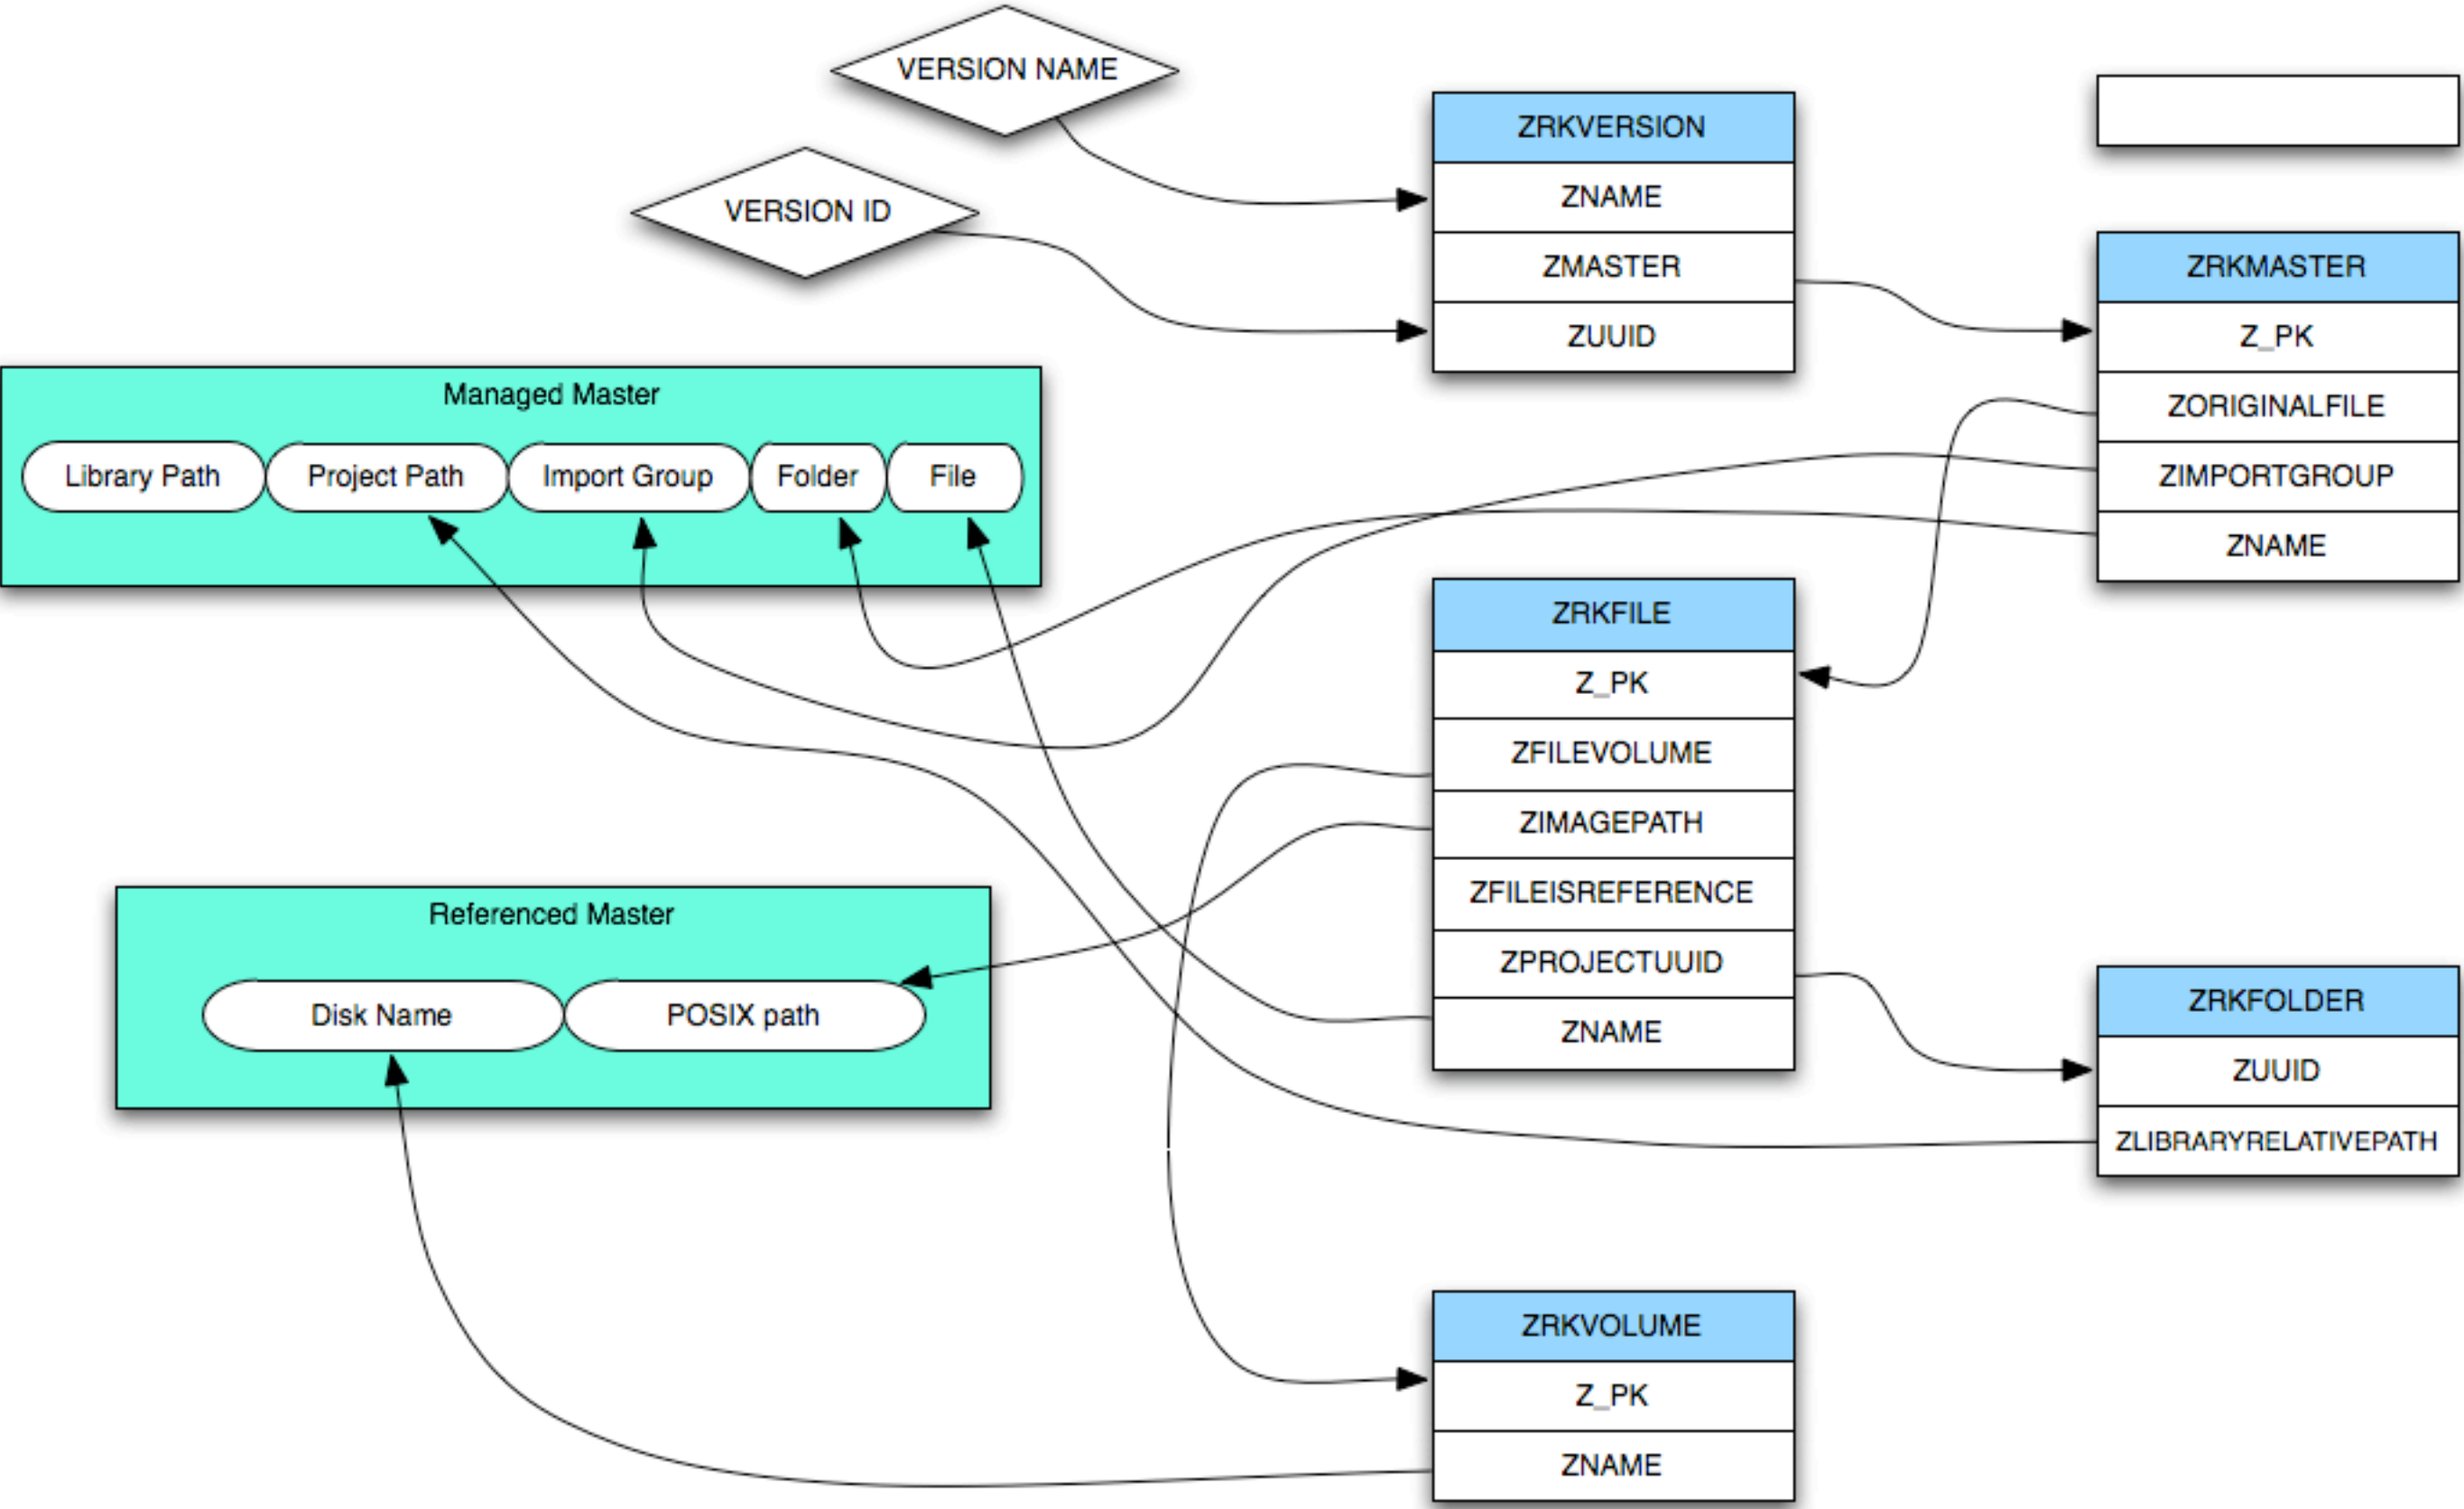 VERSION NAME
VERSION ID
ZRKVERSION
ZNAME
ZMASTER
ZUUID
ZRKMASTER
Z_PK
ZORIGINALFILE
ZIMPORTGROUP
ZNAME
Managed Master
Library Path Project Path Import Group Folder File
ZRKFILE
Z_PK
ZFILEVOLUME
ZIMAGEPATH
ZFILEISREFERENCE
ZPROJECTUUID
ZNAME
Referenced Master
Disk Name POSIX path
ZRKFOLDER
ZUUID
ZLIBRARYRELATIVEPATH
ZRKVOLUME
Z_PK
ZNAME